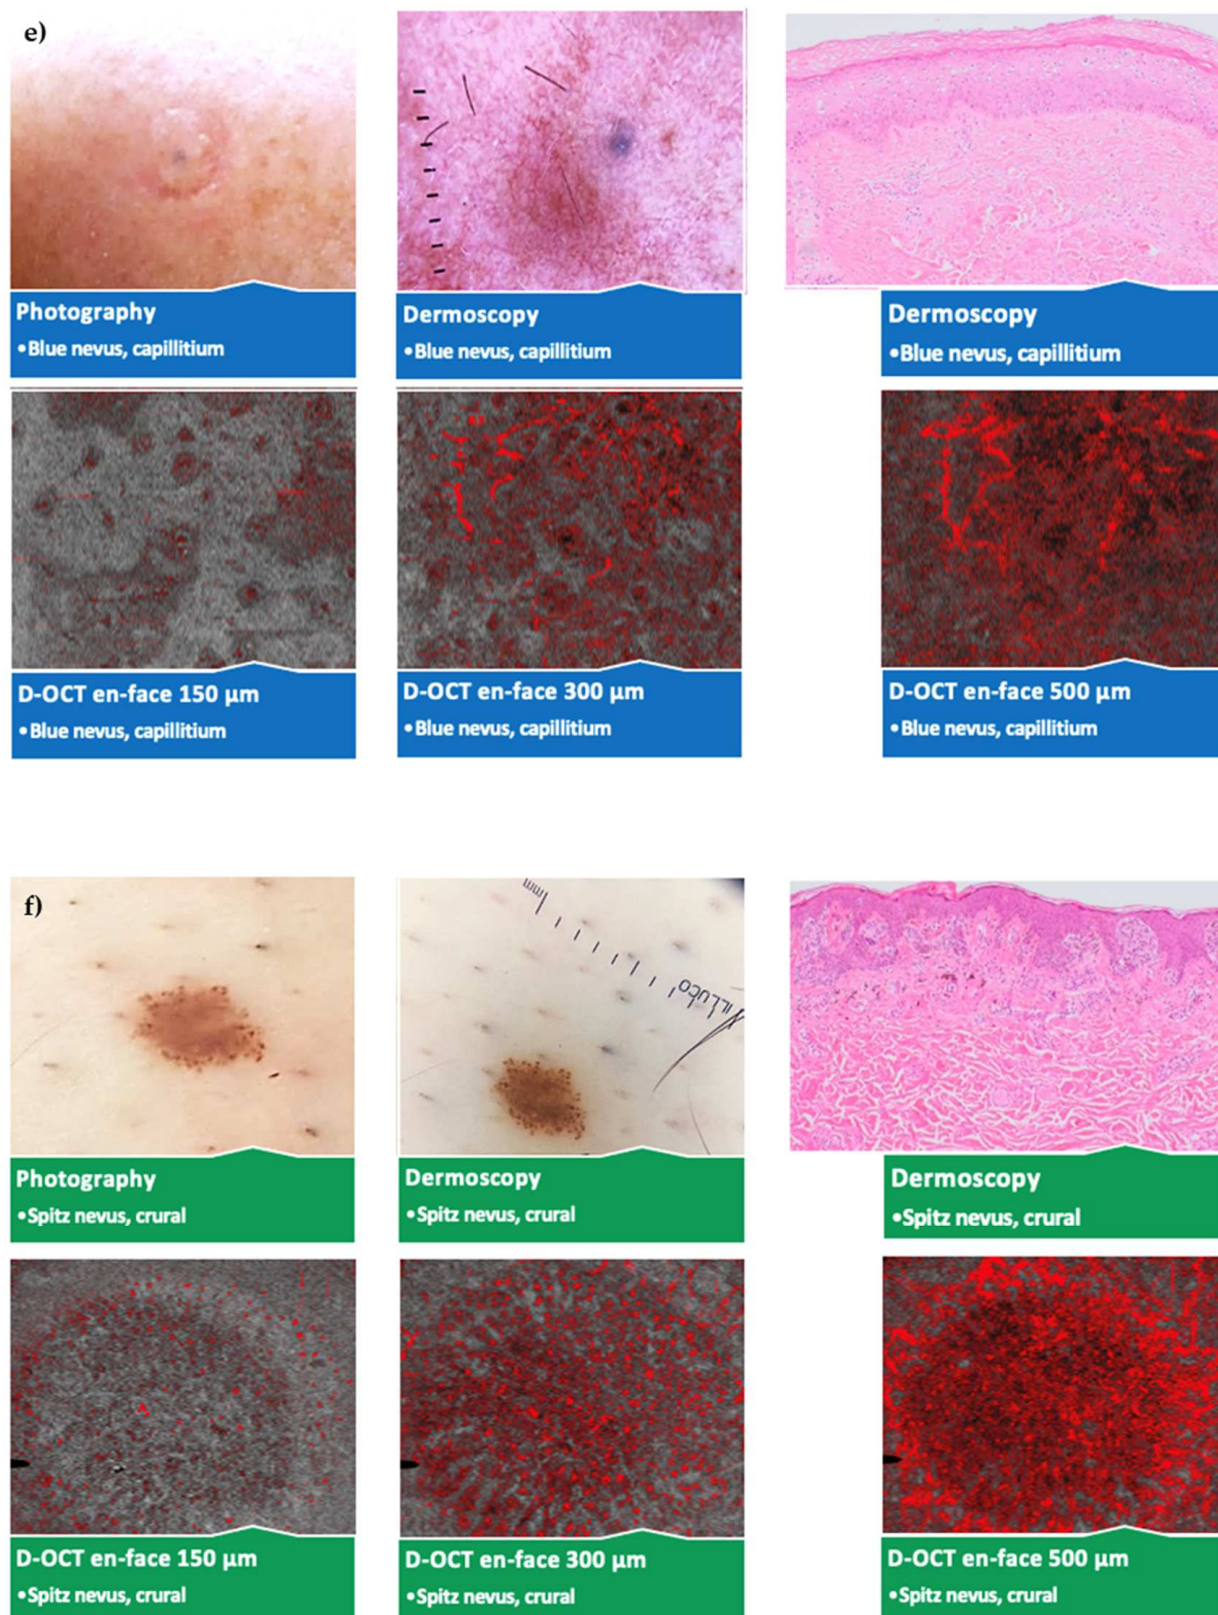 e)
Photography
•Blue nevus, capillitium
Dermoscopy
•Blue nevus, capillitium
Dermoscopy
•Blue nevus, capillitium
D-OCT en-face 150 µm
•Blue nevus, capillitium
D-OCT en-face 300 µm
•Blue nevus, capillitium
D-OCT en-face 500 µm
•Blue nevus, capillitium
f)
mm
ILLUCO
Photography
•Spitz nevus, crural
Dermoscopy
•Spitz nevus, crural
Dermoscopy
•Spitz nevus, crural
D-OCT en-face 150 µm
•Spitz nevus, crural
D-OCT en-face 300 µm
•Spitz nevus, crural
D-OCT en-face 500 µm
•Spitz nevus, crural